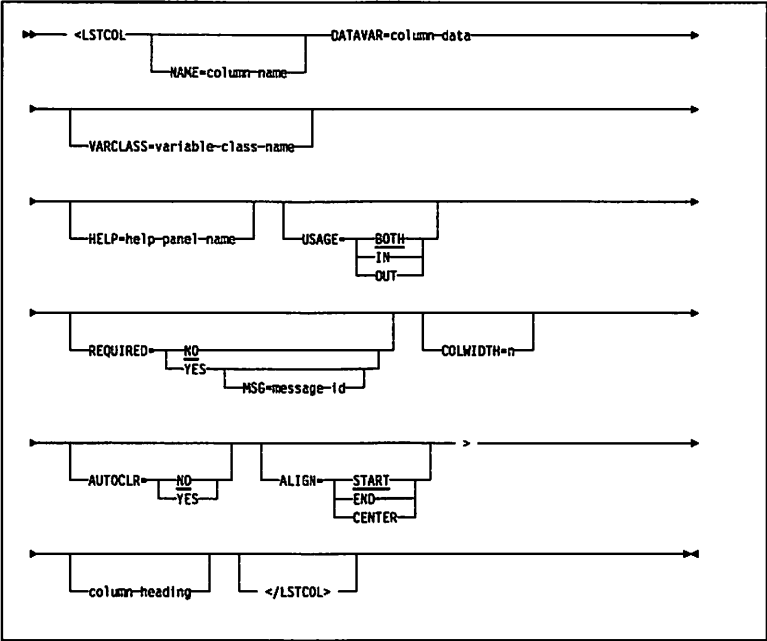 <LSTCOL DATAVAR=column-data
NAME=column-name
VARCLASS=variable-class-name
HELP=help-panel-name USAGE= BOTH
IN
OUT
REQUIRED= NO COLWIDTH=n
YES
MSG=message-id
AUTOCLR= NO ALIGN= START >
YES END
CENTER
column-heading </LSTCOL>